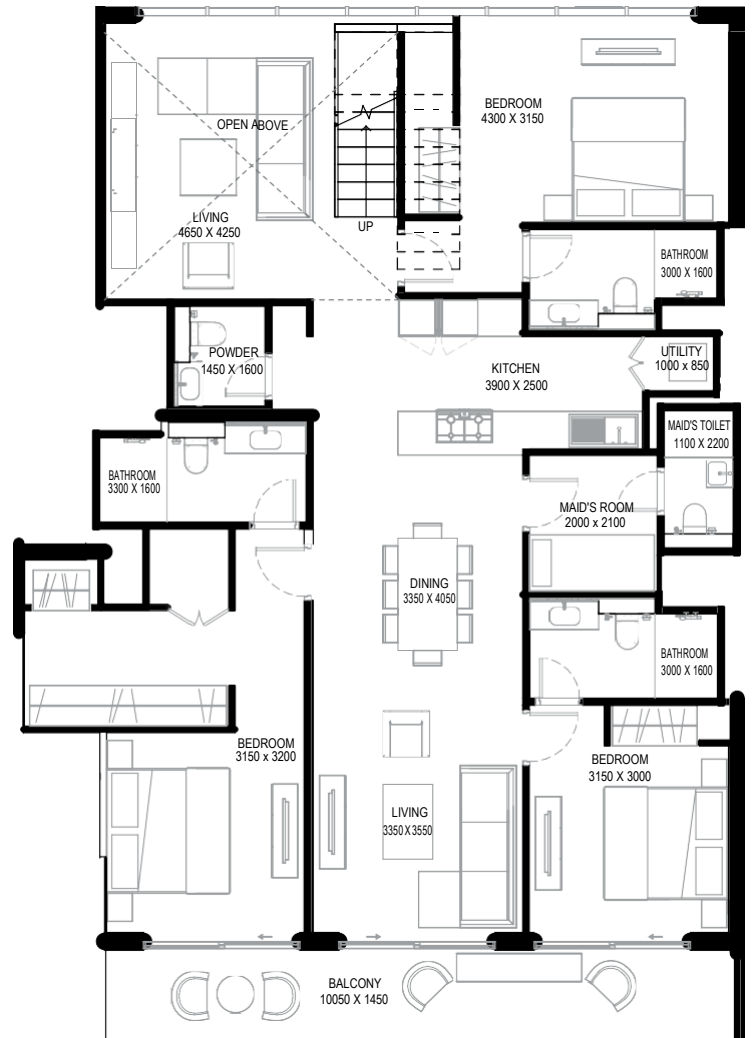 BEDROOM
4300 X 3150
OPEN ABOVE
LIVING
4650 X 4250
UP
BATHROOM
3000 X 1600
POWDER
1450 X 1600
KITCHEN
3900 X 2500
UTILITY
1000 x 850
MAID'S TOILET
1100 X 2200
BATHROOM
3300 X 1600
MAID'S ROOM
2000 x 2100
DINING
3350 X 4050
BATHROOM
3000 X 1600
BEDROOM
3150 x 3200
BEDROOM
3150 X 3000
LIVING
3350 X 3550
BALCONY
10050 X 1450